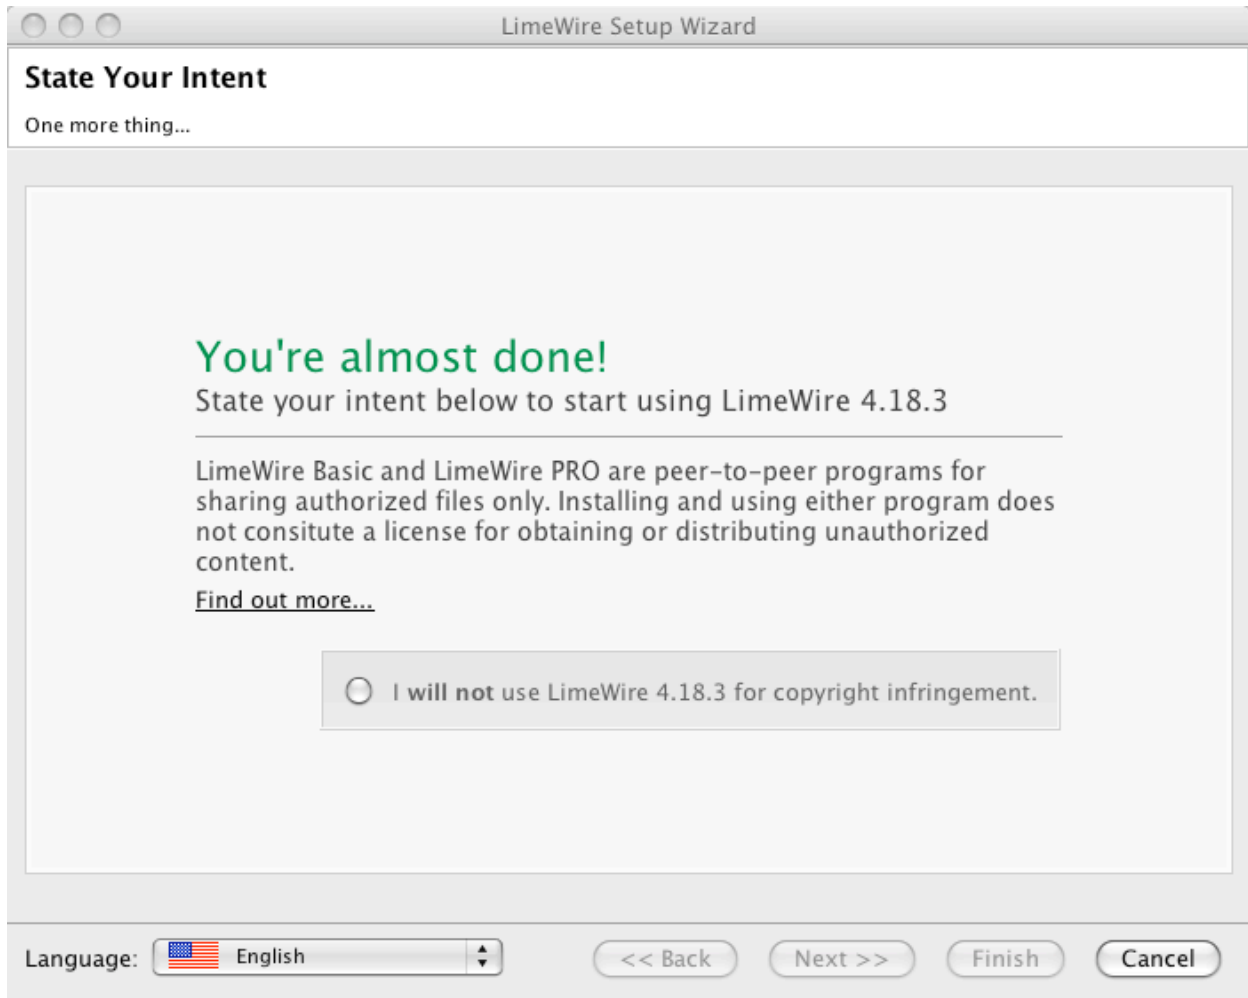 LimeWire Setup Wizard
State Your Intent
One more thing...
You're almost done!
State your intent below to start using LimeWire 4.18.3
LimeWire Basic and LimeWire PRO are peer-to-peer programs for
sharing authorized files only. Installing and using either program does
not consitute a license for obtaining or distributing unauthorized
content.
Find out more...
I will not use LimeWire 4.18.3 for copyright infringement.
Language: English << Back Next >> Finish Cancel